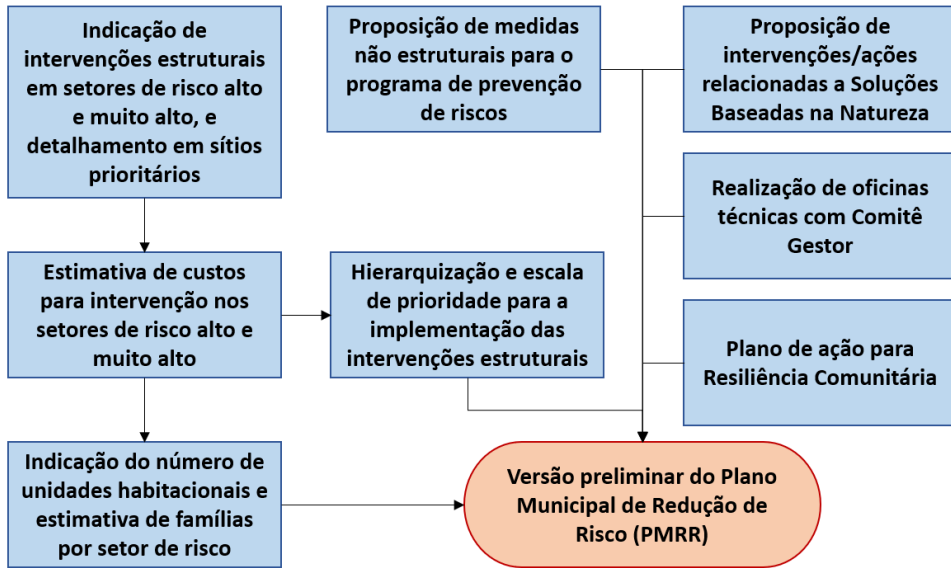 Indicação de
intervenções estruturais
em setores de risco alto
e muito alto, e
detalhamento em sítios
prioritários
Proposição de medidas
não estruturais para o
programa de prevenção
de riscos
Proposição de
intervenções/ações
relacionadas a Soluções
Baseadas na Natureza
Realização de oficinas
técnicas com Comitê
Gestor
Estimativa de custos
para intervenção nos
setores de risco alto e
muito alto
Hierarquização e escala
de prioridade para a
implementação das
intervenções estruturais
Plano de ação para
Resiliência Comunitária
Indicação do número de
unidades habitacionais e
estimativa de famílias
por setor de risco
Versão preliminar do Plano
Municipal de Redução de
Risco (PMRR)